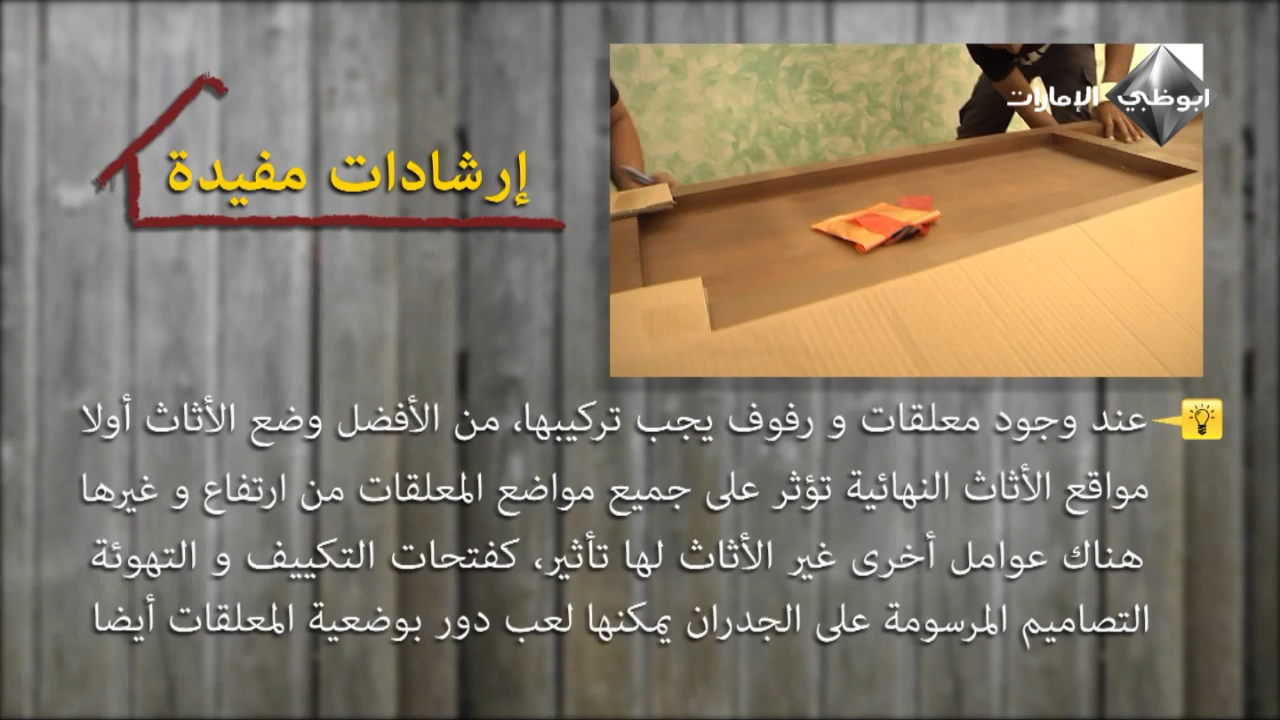 ابوظبي الإمارات
إرشادات مفيدة
عند وجود معلقات و رفوف يجب تركيبها، من الأفضل وضع الأثاث أولا
مواقع الأثاث النهائية تؤثر على جميع مواضع المعلقات من ارتفاع و غيرها
هناك عوامل أخرى غير الأثاث لها تأثير، كفتحات التكييف و التهوئة
التصاميم المرسومة على الجدران يمكنها لعب دور بوضعية المعلقات أيضا